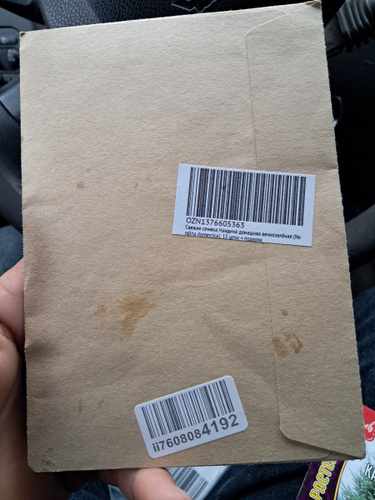 OZN1376605363
Свежие семена Нандина домашняя вечнозелёная (Na
ndina domestica), 15 штук + подарок
ii7608084192